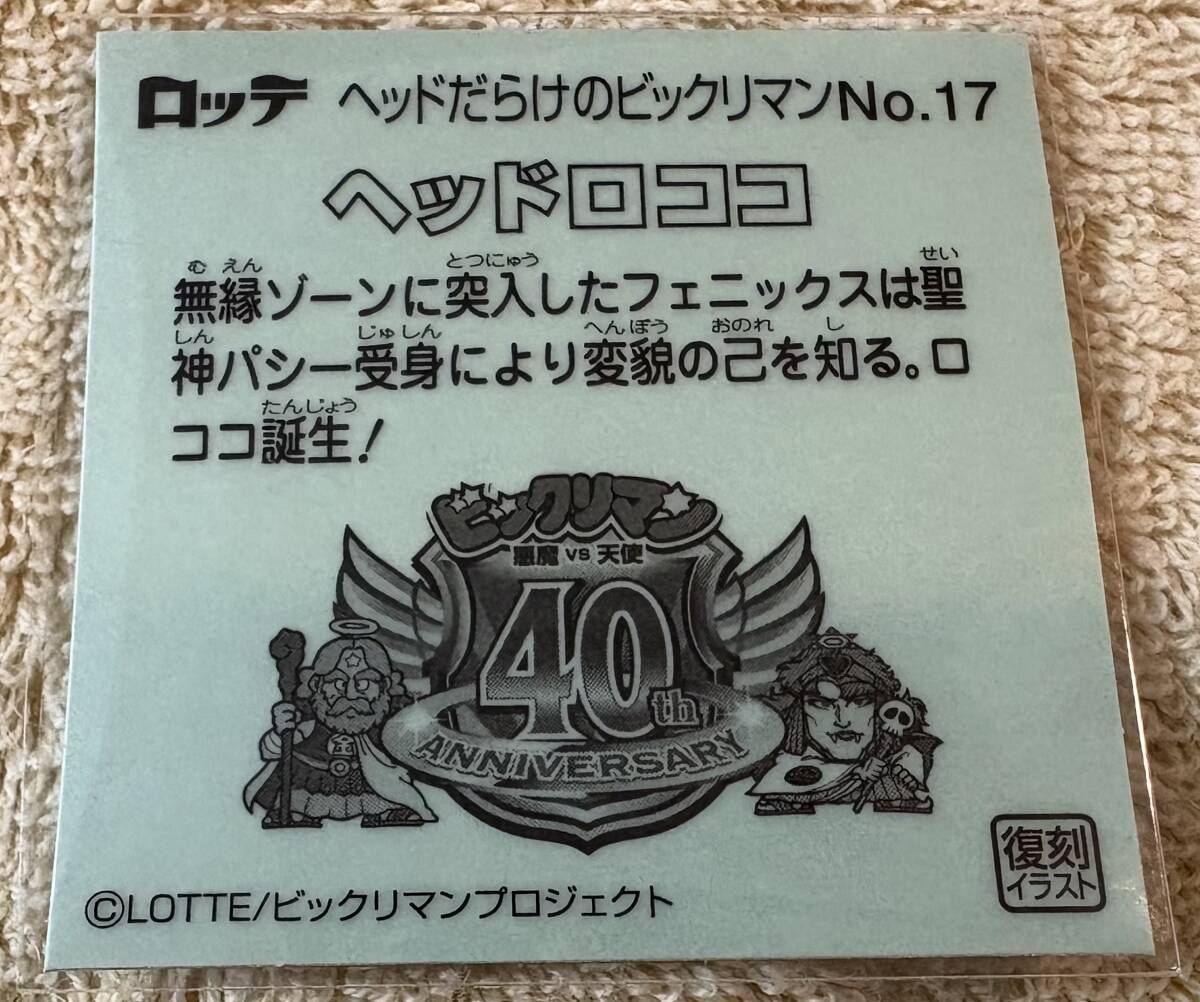 ロッテ ヘッドだらけのビックリマンNo.17
ヘッドロココ
むえん とつにゅう せい
無縁ゾーンに突入したフェニックスは聖
しん じゅしん へんぼう おのれ し
神パシー受身により変貌の己を知る。ロ
たんじょう
ココ誕生!
ビックリマン
悪魔 VS 天使
40th
ANNIVERSARY
復刻
イラスト
©LOTTE/ビックリマンプロジェクト